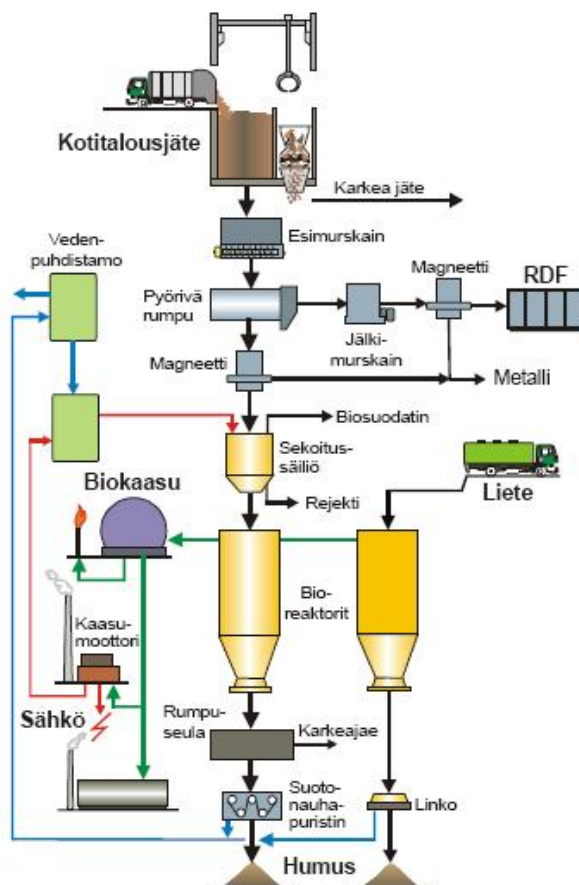 Kotitalousjäte
Karkea jäte
Esimurskain
Veden-
puhdistamo
Pyörivä
rumpu
Magneetti
RDF
Jälki-
murskain
Magneetti
Metalli
Biosuodatin
Sekoitus-
säiliö
Rejekti
Liete
Biokaasu
Bio-
reaktorit
Kaasu-
moottori
Sähkö
Rumpu-
seula
Karkeajae
Suoto-
nauha-
puristin
Linko
Humus